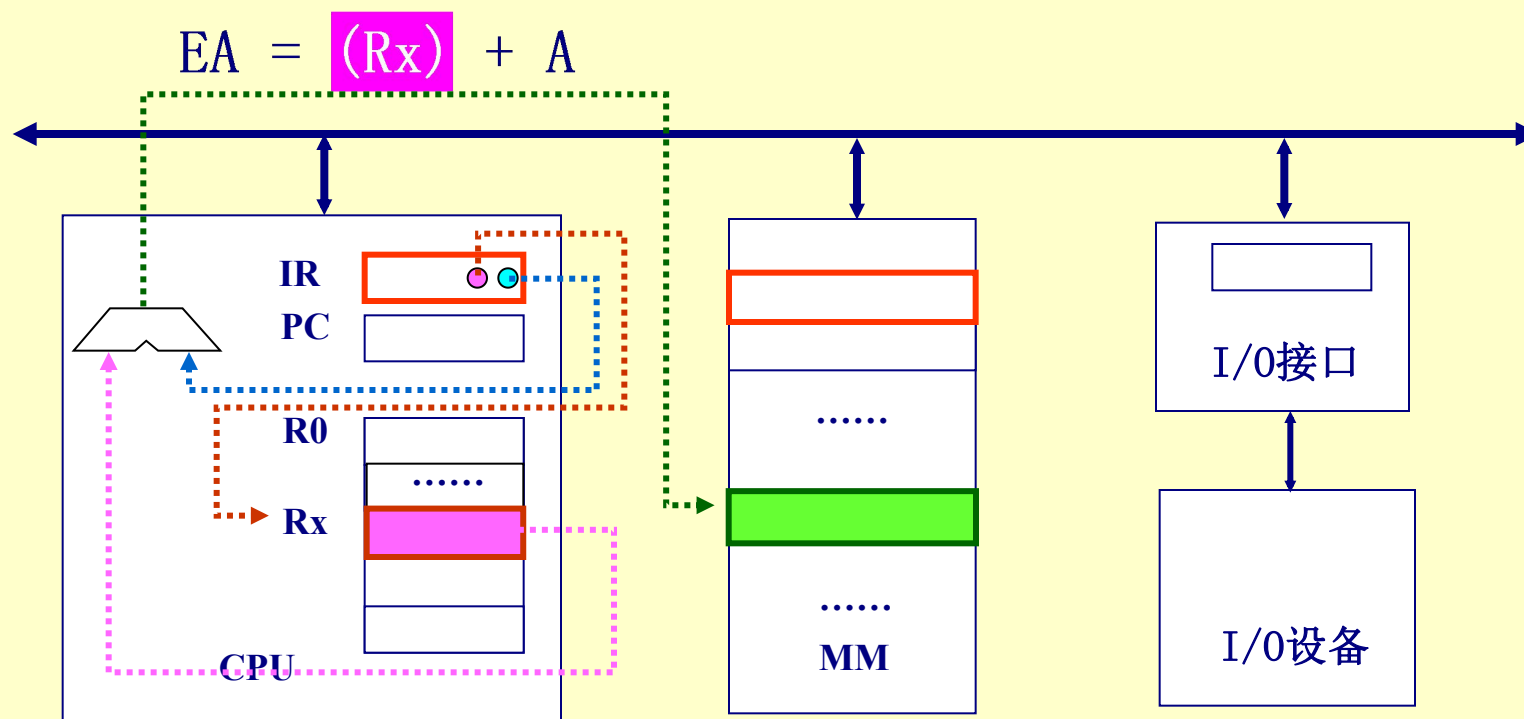 EA = (Rx) + A
IR
PC
R0
......
Rx
CPU
......
......
MM
I/O接口
I/O设备